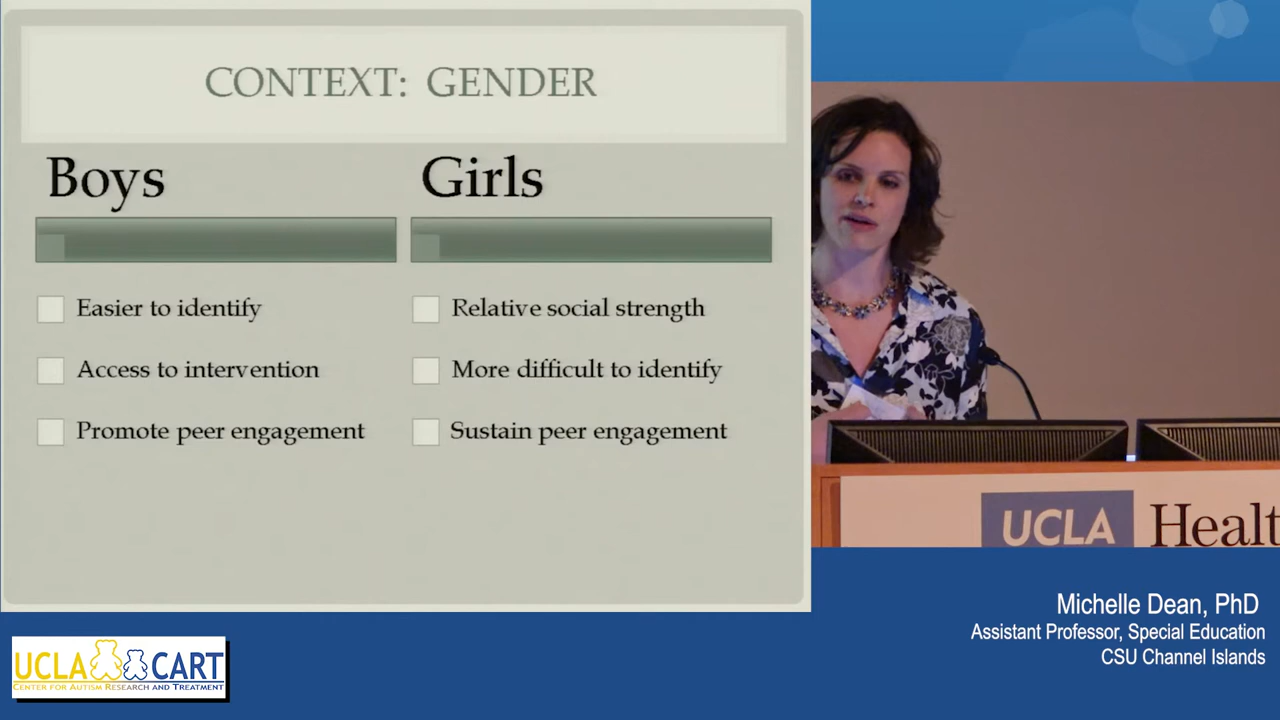 CONTEXT: GENDER
Boys
Girls
Easier to identify
Access to intervention
Promote peer engagement
Relative social strength
More difficult to identify
Sustain peer engagement
UCLA Healt
Michelle Dean, PhD
Assistant Professor, Special Education
CSU Channel Islands
UCLA CART
CENTER FOR AUTISM RESEARCH AND TREATMENT